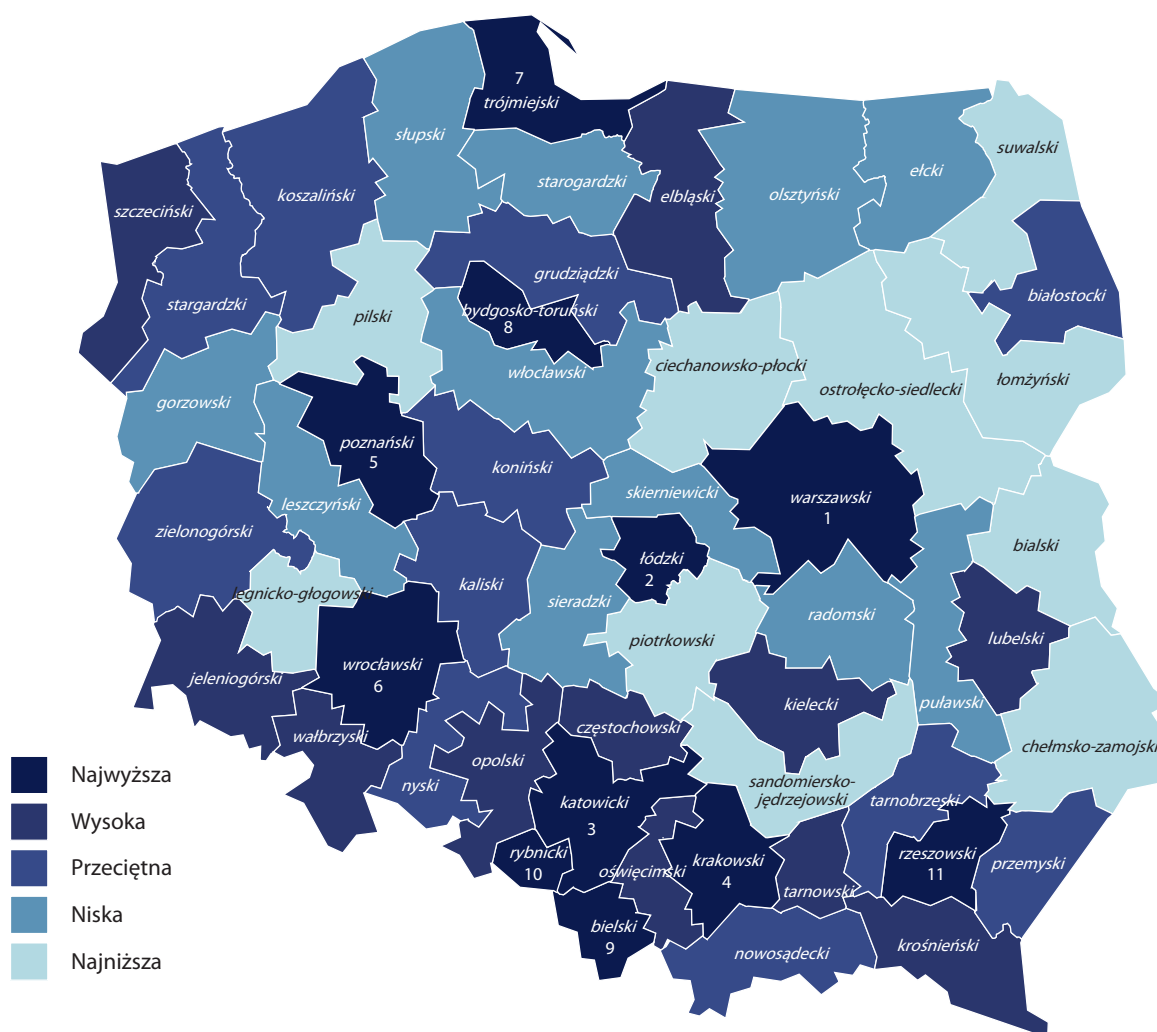 7
trójmiejski
słupski
suwalski
starogardzki
ełcki
olsztyński
elbląski
koszaliński
szczeciński
grudziądzki
białostocki
stargardzki
pilski
bydgosko-toruński
8
ciechanowsko-płocki
włocławski
łomżyński
ostrołęcko-siedlecki
gorzowski
poznański
5
koniński
skierniewicki
warszawski
1
leszczyński
zielonogórski
bialski
łódzki
2
kaliski
legnicko-głogowski
sieradzki
radomski
piotrkowski
lubelski
wrocławski
6
jeleniogórski
kielecki
puławski
częstochowski
wałbrzyski
chełmsko-zamojski
opolski
nyski
sandomiersko-
jędrzejowski
tarnobrzeski
katowicki
3
rybnicki
10
oświęcimski
krakowski
4
rzeszowski
11
przemyski
tarnowski
bielski
9
nowosądecki
krośnieński
Najwyższa
Wysoka
Przeciętna
Niska
Najniższa